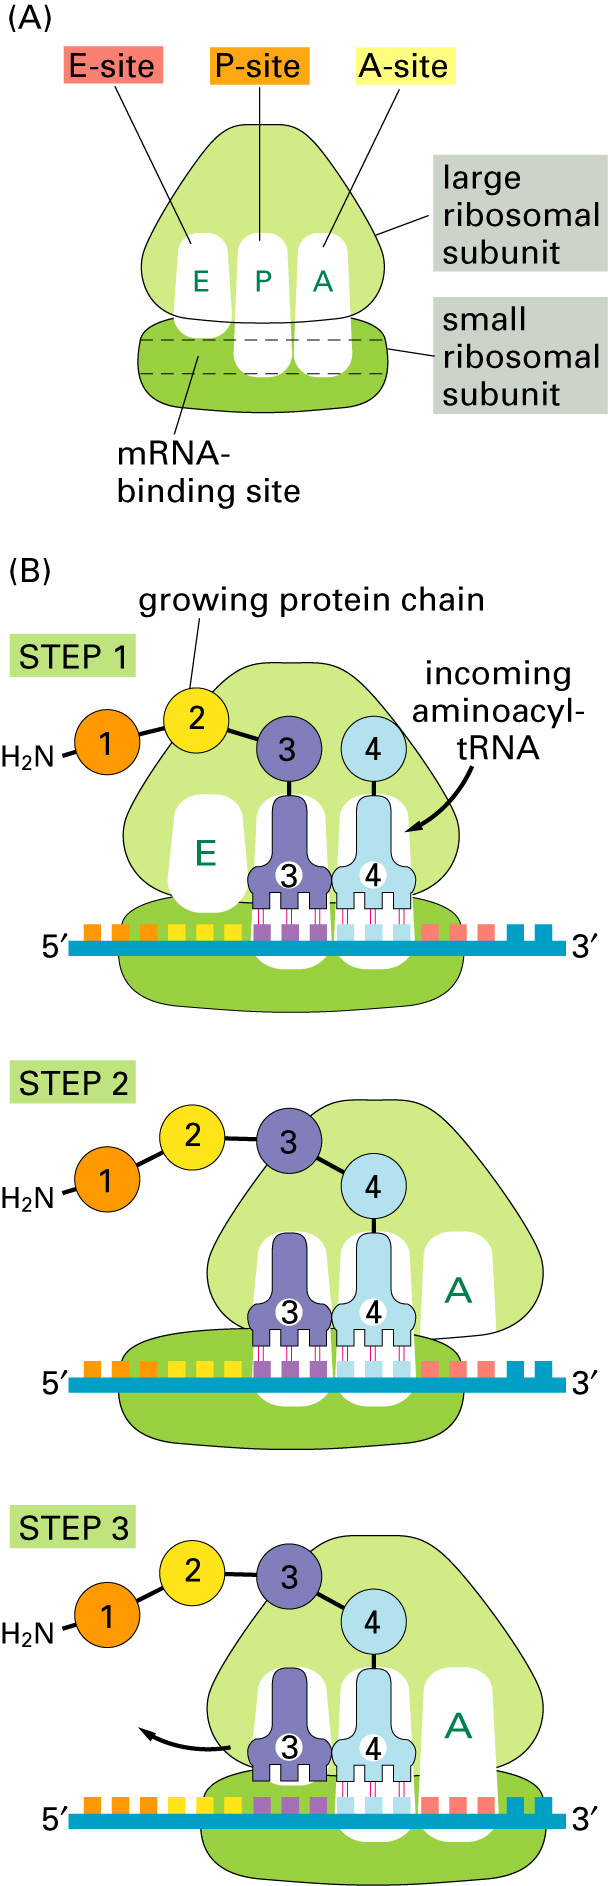 (A)
E-site P-site A-site
large
ribosomal
subunit
E P A
small
ribosomal
subunit
mRNA-
binding site
(B)
growing protein chain
STEP 1
incoming
aminoacyl-
tRNA
H₂N 1 2 3 4
E 3 4
5′ 3′
STEP 2
H₂N 1 2 3 4
3 4 A
5′ 3′
STEP 3
H₂N 1 2 3 4
3 4 A
5′ 3′